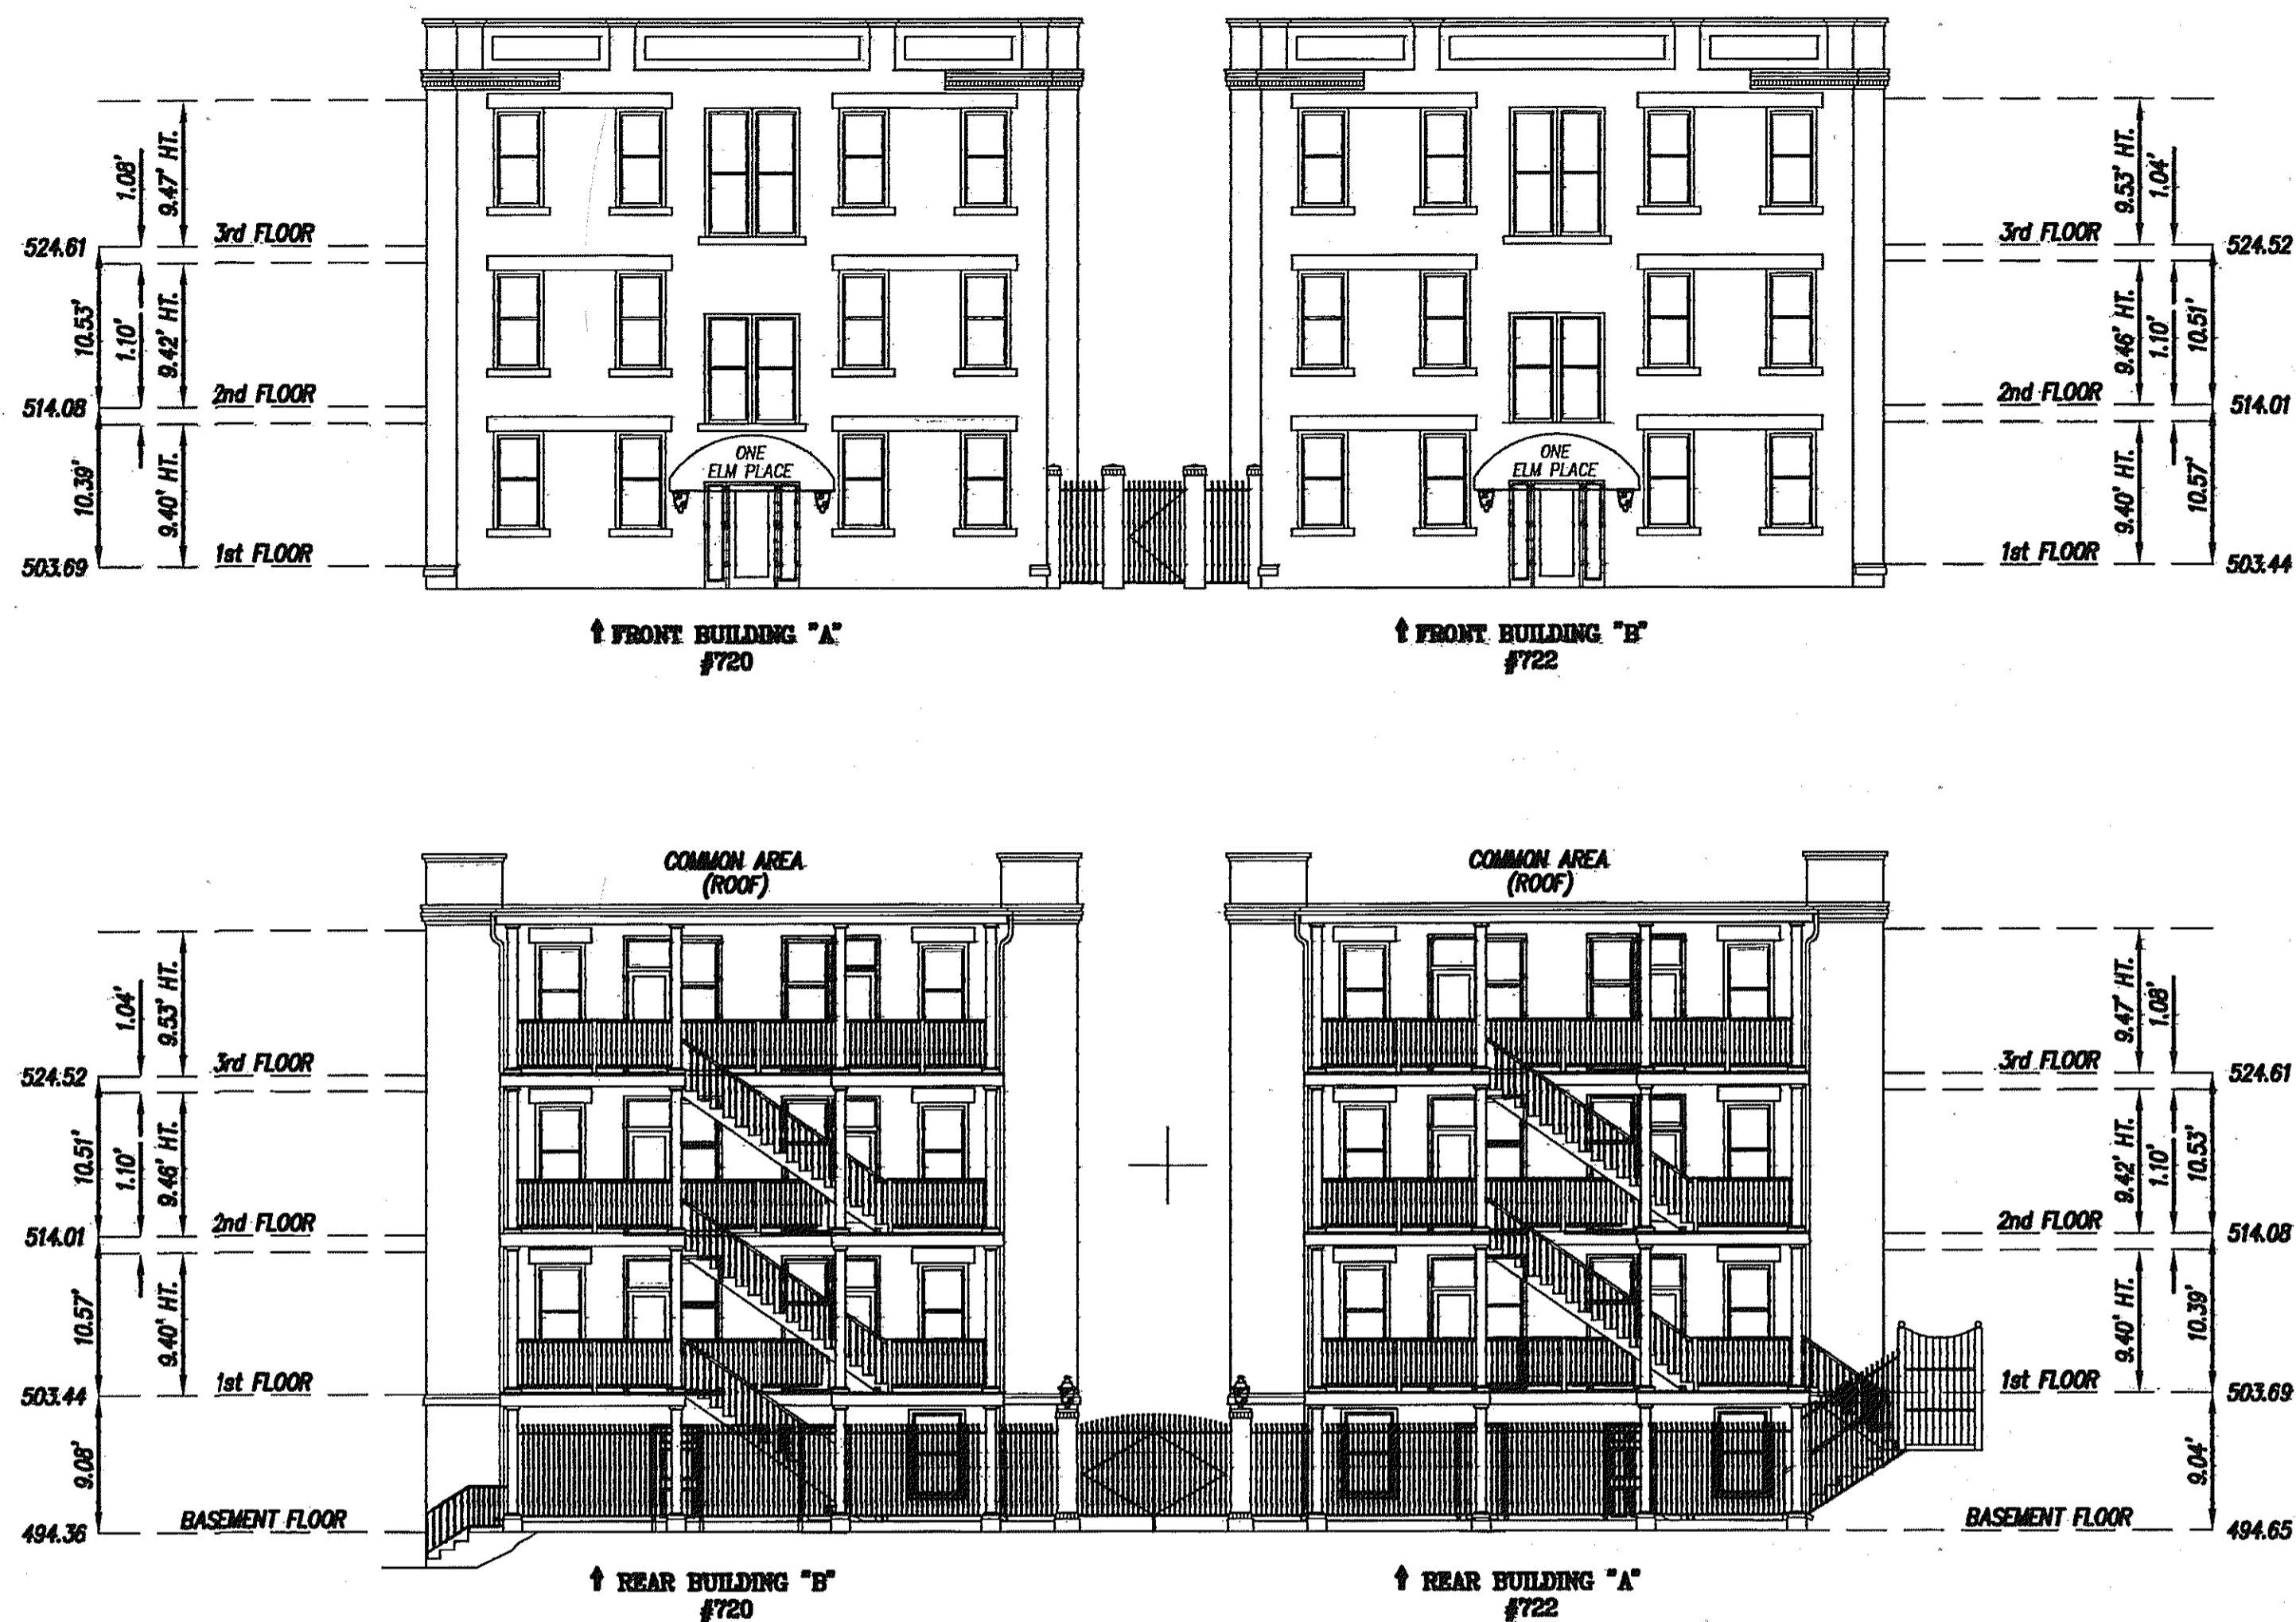 1.08'
9.47' HT.
524.61
3rd FLOOR
10.53'
1.10'
9.42' HT.
514.08
2nd FLOOR
10.39'
9.40' HT.
503.69
1st FLOOR
ONE
ELM PLACE
↑ FRONT BUILDING "A"
#720
ONE
ELM PLACE
↑ FRONT BUILDING "B"
#722
9.53' HT.
1.04'
3rd FLOOR
524.52
9.46' HT.
1.10'
10.51'
2nd FLOOR
514.01
9.40' HT.
10.57'
1st FLOOR
503.44
COMMON AREA
(ROOF)
1.04'
9.53' HT.
524.52
3rd FLOOR
10.51'
1.10'
9.46' HT.
514.01
2nd FLOOR
10.57'
9.40' HT.
503.44
1st FLOOR
9.08'
BASEMENT FLOOR
494.36
↑ REAR BUILDING "B"
#720
COMMON AREA
(ROOF)
9.47' HT.
1.08'
3rd FLOOR
524.61
9.42' HT.
1.10'
10.53'
2nd FLOOR
514.08
9.40' HT.
10.39'
1st FLOOR
503.69
9.04'
BASEMENT FLOOR
494.65
↑ REAR BUILDING "A"
#722